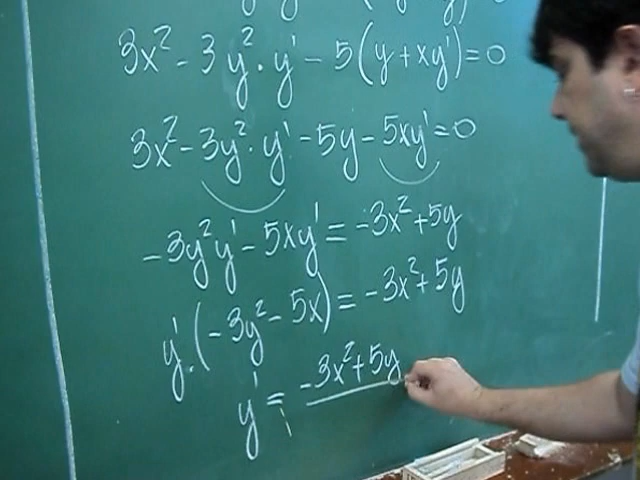 3x² - 3y² · y' - 5(y + xy') = 0
3x² - 3y² · y' - 5y - 5xy' = 0
-3y²y' - 5xy' = -3x² + 5y
y' · (-3y² - 5x) = -3x² + 5y
y' = -3x² + 5y